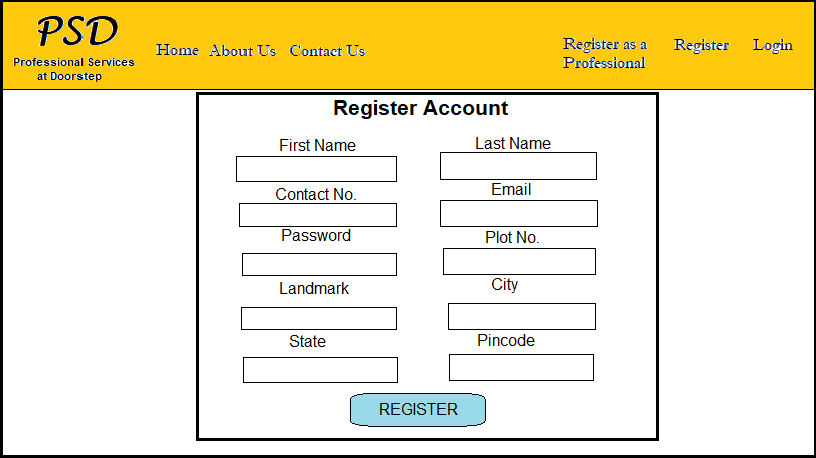 PSD
Professional Services
at Doorstep
Home About Us Contact Us
Register as a
Professional
Register
Login
Register Account
First Name
Last Name
Contact No.
Email
Password
Plot No.
Landmark
City
State
Pincode
REGISTER